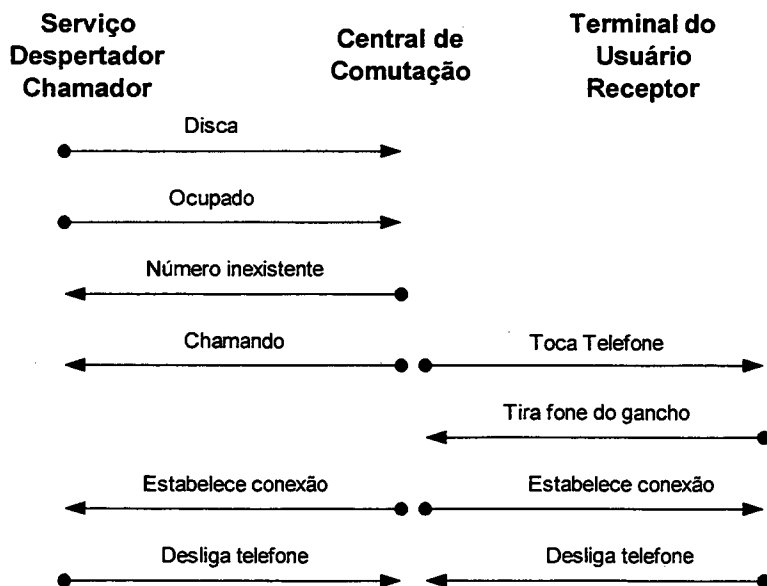 Serviço
Despertador
Chamador
Central de
Comutação
Terminal do
Usuário
Receptor
Disca
Ocupado
Número inexistente
Chamando
Toca Telefone
Tira fone do gancho
Estabelece conexão
Estabelece conexão
Desliga telefone
Desliga telefone